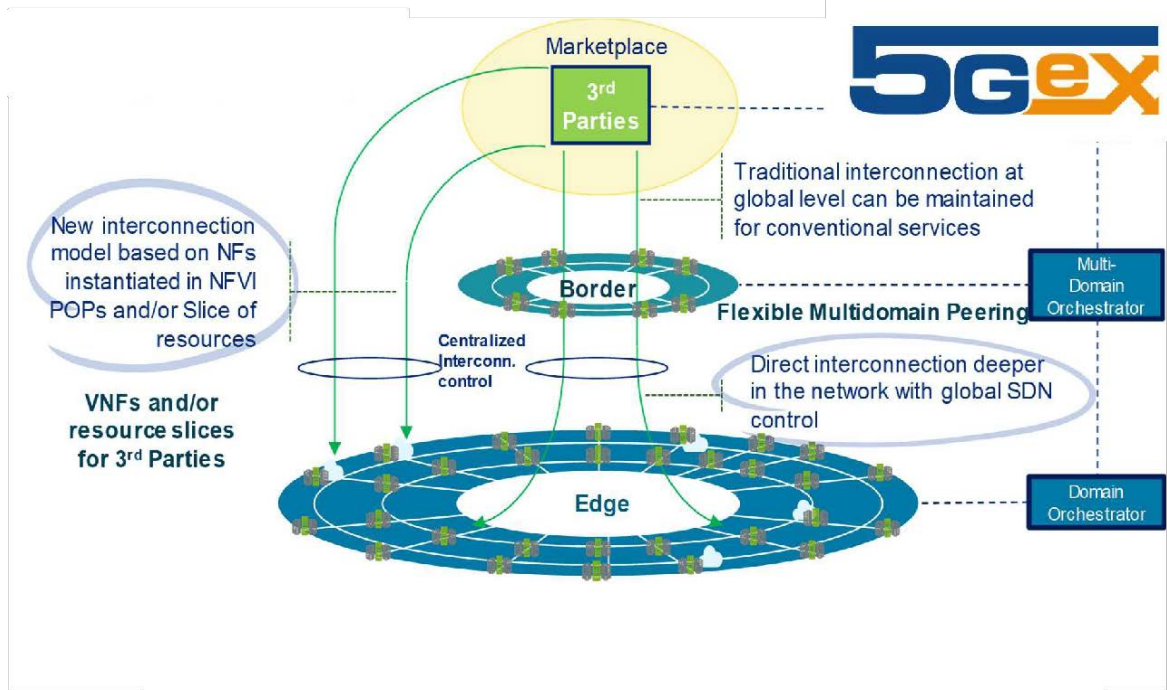 Marketplace
5Gex
3rd
Parties
Traditional interconnection at
global level can be maintained
for conventional services
New interconnection
model based on NFs
instantiated in NFVI
POPs and/or Slice of
resources
Multi-
Domain
Orchestrator
Border
Flexible Multidomain Peering
Centralized
Interconn.
control
Direct interconnection deeper
in the network with global SDN
control
VNFs and/or
resource slices
for 3rd Parties
Edge
Domain
Orchestrator